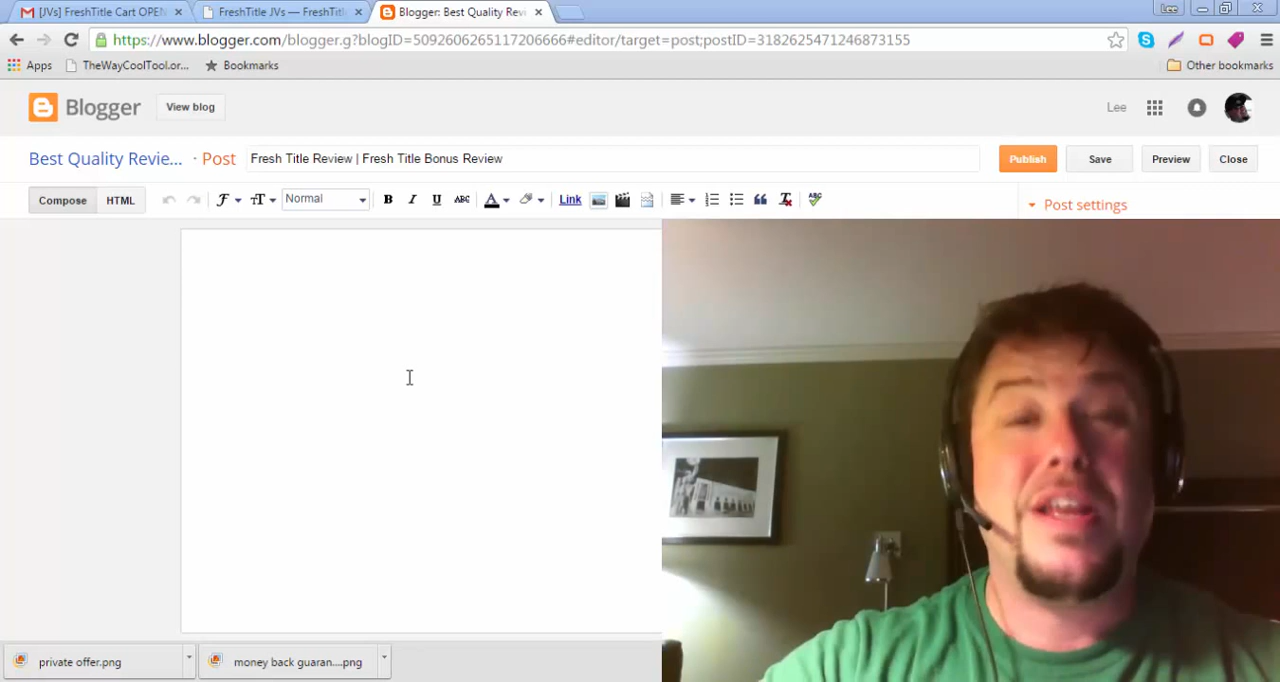 [JVs] FreshTitle Cart OPEN
FreshTitle JVs — FreshTitl
Blogger: Best Quality Revi
Lee
https://www.blogger.com/blogger.g?blogID=5092606265117206666#editor/target=post;postID=3182625471246873155
Apps TheWayCoolTool.or... Bookmarks Other bookmarks
Blogger View blog Lee
Best Quality Revie... · Post Fresh Title Review | Fresh Title Bonus Review Publish Save Preview Close
Compose HTML Normal B I U ABC A Link ABC
Post settings
private offer.png money back guaran....png